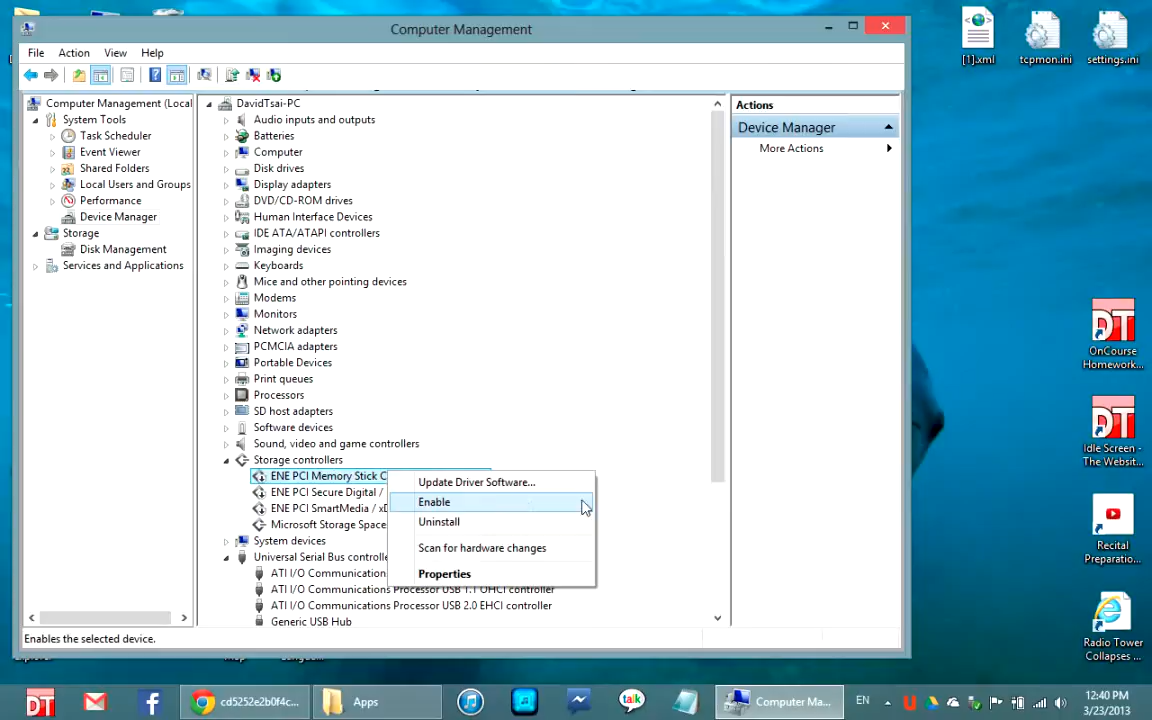 Computer Management
File Action View Help
Computer Management (Local
System Tools
Task Scheduler
Event Viewer
Shared Folders
Local Users and Groups
Performance
Device Manager
Storage
Disk Management
Services and Applications
DavidTsai-PC
Audio inputs and outputs
Batteries
Computer
Disk drives
Display adapters
DVD/CD-ROM drives
Human Interface Devices
IDE ATA/ATAPI controllers
Imaging devices
Keyboards
Mice and other pointing devices
Modems
Monitors
Network adapters
PCMCIA adapters
Portable Devices
Print queues
Processors
SD host adapters
Software devices
Sound, video and game controllers
Storage controllers
ENE PCI Memory Stick C
ENE PCI Secure Digital /
ENE PCI SmartMedia / xD
Microsoft Storage Space
System devices
Universal Serial Bus controlle
ATI I/O Communications
ATI I/O Communications Processor USB 1.1 OHCI controller
ATI I/O Communications Processor USB 2.0 EHCI controller
Generic USB Hub
Update Driver Software...
Enable
Uninstall
Scan for hardware changes
Properties
Actions
Device Manager
More Actions
Enables the selected device.
[1].xml
tcpmon.ini
settings.ini
DT
OnCourse
Homework...
DT
Idle Screen -
The Websit...
Recital
Preparatio...
Radio Tower
Collapses ...
DT
cd5252e2b0f4c...
Apps
talk
Computer Ma...
EN
12:40 PM
3/23/2013